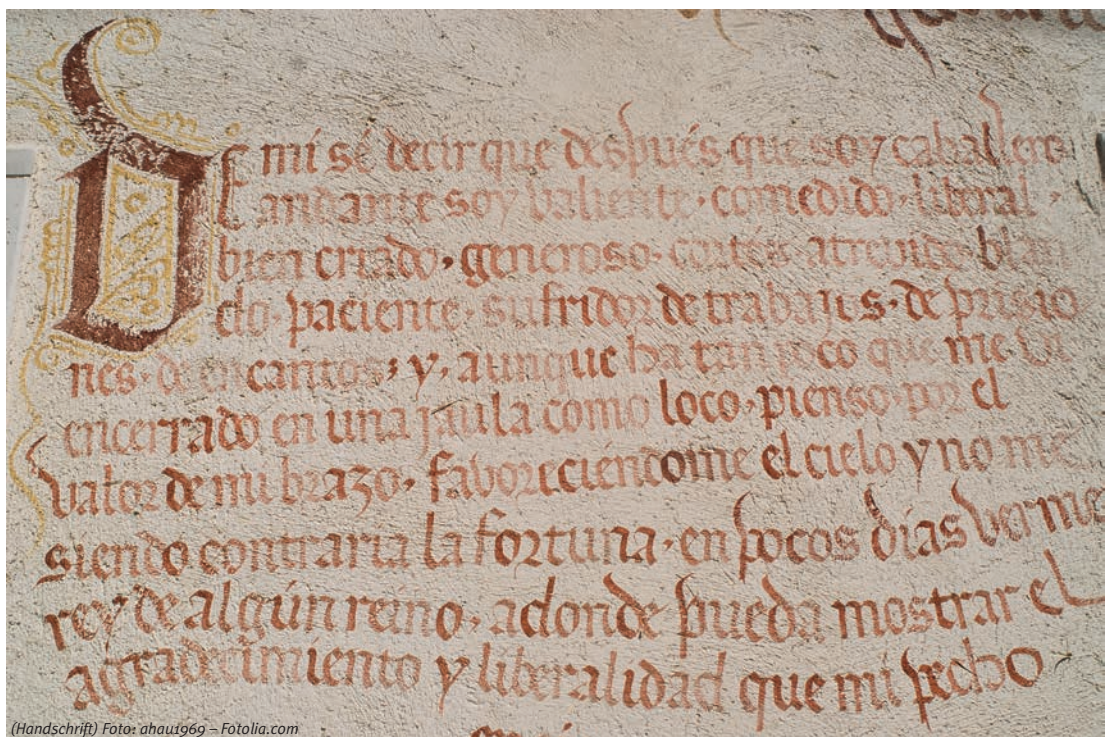 De mí sé decir que después que soy caballero
andante soy valiente · comedido · liberal ·
bien criado · generoso · cortés · atrevido · blan
do · paciente · sufridor de trabajos · de prisio
nes · de encantos; y, aunque ha tan poco que me vi
encerrado en una jaula como loco · pienso · por el
valor de mi brazo · favoreciéndome el cielo y no me
siendo contraria la fortuna · en pocos días verme
rey de algún reino · adonde pueda mostrar el
agradecimiento y liberalidad que mi pecho
(Handschrift) Foto: ahau1969 – Fotolia.com